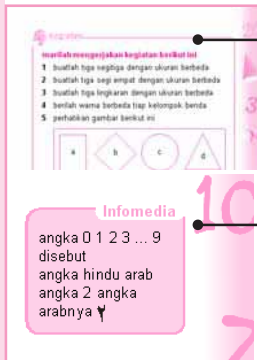 kegiatan
marilah mengerjakan kegiatan berikut ini
1 buatlah tiga segitiga dengan ukuran berbeda
2 buatlah tiga segi empat dengan ukuran berbeda
3 buatlah tiga lingkaran dengan ukuran berbeda
4 berilah warna berbeda tiap kelompok benda
5 perhatikan gambar berikut ini
a b c d
10
Infomedia
angka 0 1 2 3 ... 9
disebut
angka hindu arab
angka 2 angka
arabnya ٢